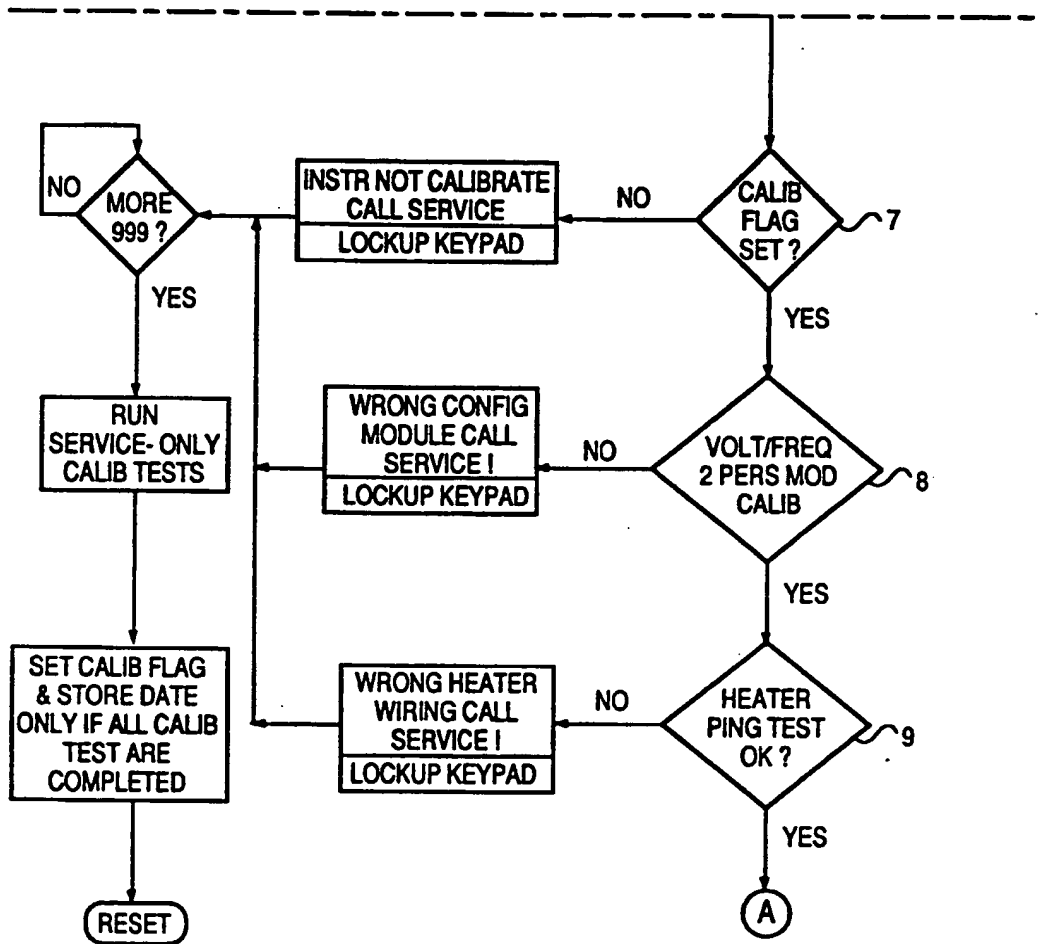 NO
MORE
999 ?
YES
INSTR NOT CALIBRATE
CALL SERVICE
LOCKUP KEYPAD
NO
CALIB
FLAG
SET ?
7
YES
RUN
SERVICE- ONLY
CALIB TESTS
WRONG CONFIG
MODULE CALL
SERVICE !
LOCKUP KEYPAD
NO
VOLT/FREQ
2 PERS MOD
CALIB
8
YES
SET CALIB FLAG
& STORE DATE
ONLY IF ALL CALIB
TEST ARE
COMPLETED
WRONG HEATER
WIRING CALL
SERVICE !
LOCKUP KEYPAD
NO
HEATER
PING TEST
OK ?
9
YES
RESET
A